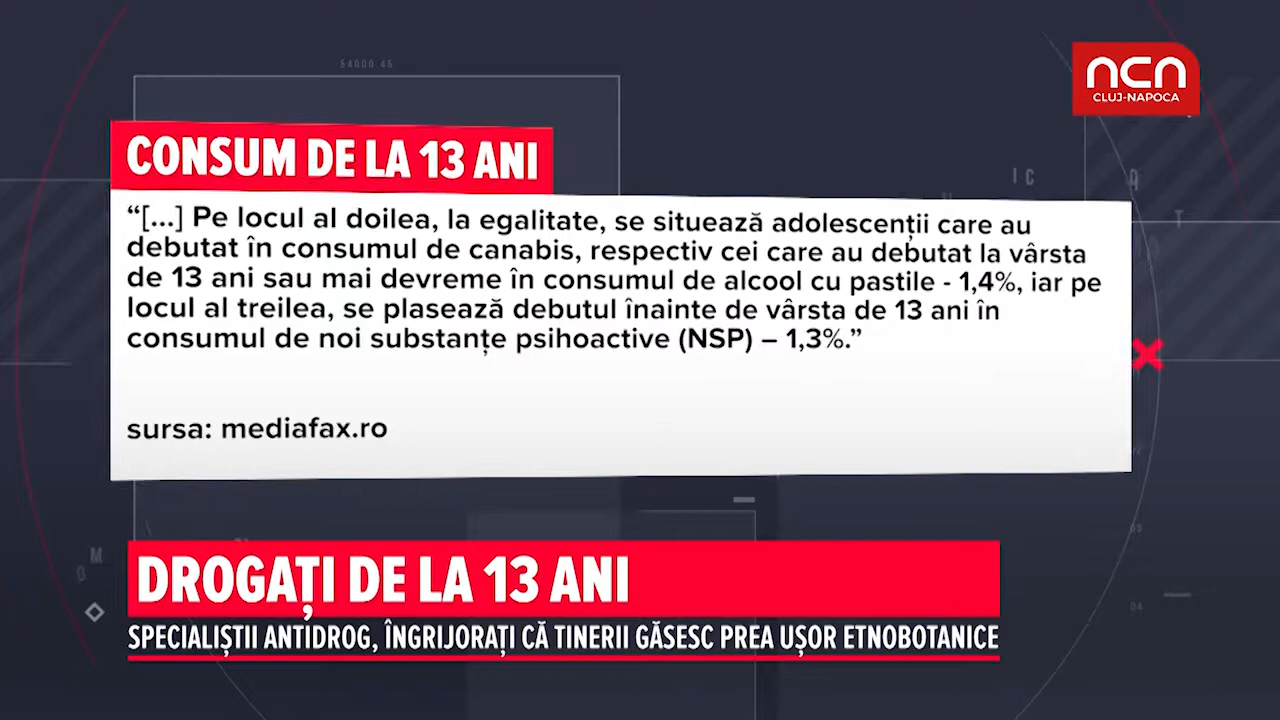 54000.46
ncn
CLUJ-NAPOCA
CONSUM DE LA 13 ANI
“[...] Pe locul al doilea, la egalitate, se situează adolescenții care au
debutat în consumul de canabis, respectiv cei care au debutat la vârsta
de 13 ani sau mai devreme în consumul de alcool cu pastile - 1,4%, iar pe
locul al treilea, se plasează debutul înainte de vârsta de 13 ani în
consumul de noi substanțe psihoactive (NSP) – 1,3%.”
sursa: mediafax.ro
DROGAȚI DE LA 13 ANI
SPECIALIȘTII ANTIDROG, ÎNGRIJORAȚI CĂ TINERII GĂSESC PREA UȘOR ETNOBOTANICE